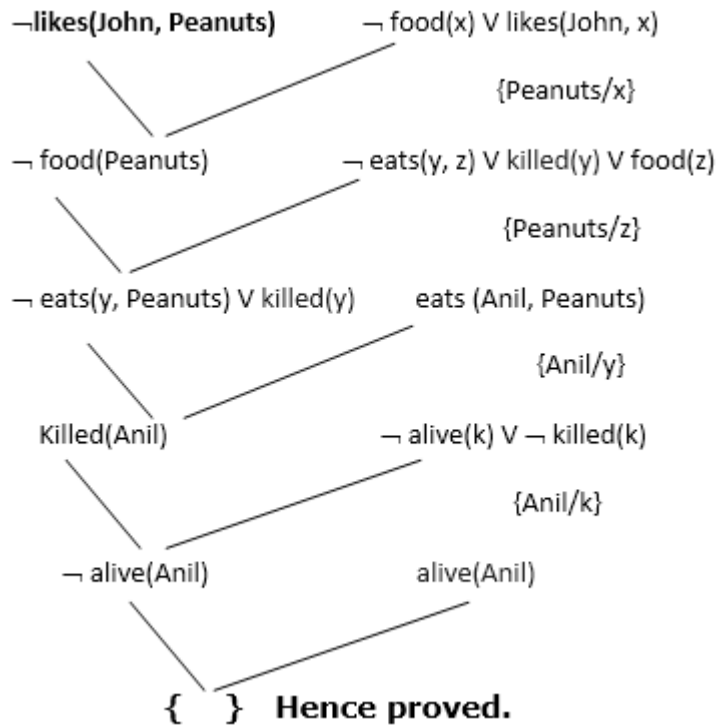 ¬likes(John, Peanuts) ¬ food(x) V likes(John, x)
{Peanuts/x}
¬ food(Peanuts) ¬ eats(y, z) V killed(y) V food(z)
{Peanuts/z}
¬ eats(y, Peanuts) V killed(y) eats (Anil, Peanuts)
{Anil/y}
Killed(Anil) ¬ alive(k) V ¬ killed(k)
{Anil/k}
¬ alive(Anil) alive(Anil)
{ } Hence proved.